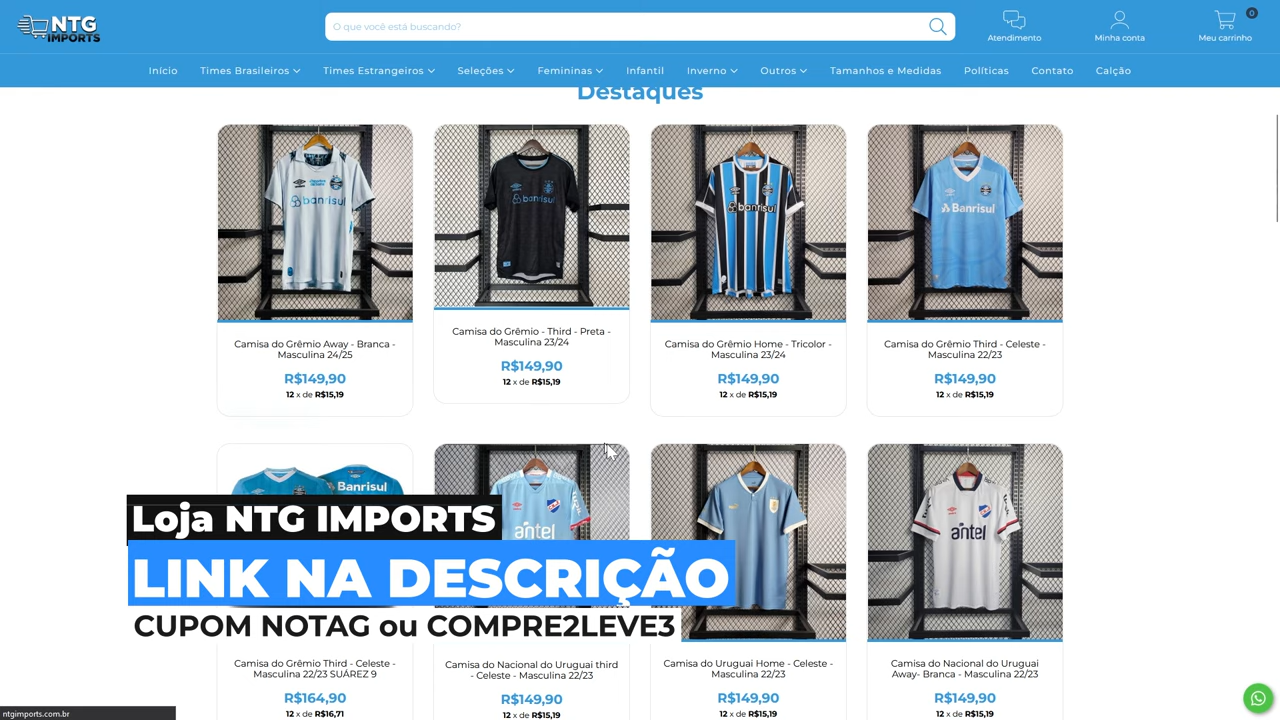 NTG
IMPORTS
O que você está buscando?
Atendimento
Minha conta
0
Meu carrinho
Início
Times Brasileiros
Times Estrangeiros
Seleções
Femininas
Infantil
Inverno
Outros
Tamanhos e Medidas
Políticas
Contato
Calção
Destaques
banrisul
banrisul
banrisul
Banrisul
Camisa do Grêmio Away - Branca -
Masculina 24/25
R$149,90
12 x de R$15,19
Camisa do Grêmio - Third - Preta -
Masculina 23/24
R$149,90
12 x de R$15,19
Camisa do Grêmio Home - Tricolor -
Masculina 23/24
R$149,90
12 x de R$15,19
Camisa do Grêmio Third - Celeste -
Masculina 22/23
R$149,90
12 x de R$15,19
Banrisul
antel
antel
Loja NTG IMPORTS
LINK NA DESCRIÇÃO
CUPOM NOTAG ou COMPRE2LEVE3
Camisa do Grêmio Third - Celeste -
Masculina 22/23 SUÁREZ 9
R$164,90
12 x de R$16,71
Camisa do Nacional do Uruguai third
- Celeste - Masculina 22/23
R$149,90
12 x de R$15,19
Camisa do Uruguai Home - Celeste -
Masculina 22/23
R$149,90
12 x de R$15,19
Camisa do Nacional do Uruguai
Away- Branca - Masculina 22/23
R$149,90
12 x de R$15,19
ntgimports.com.br